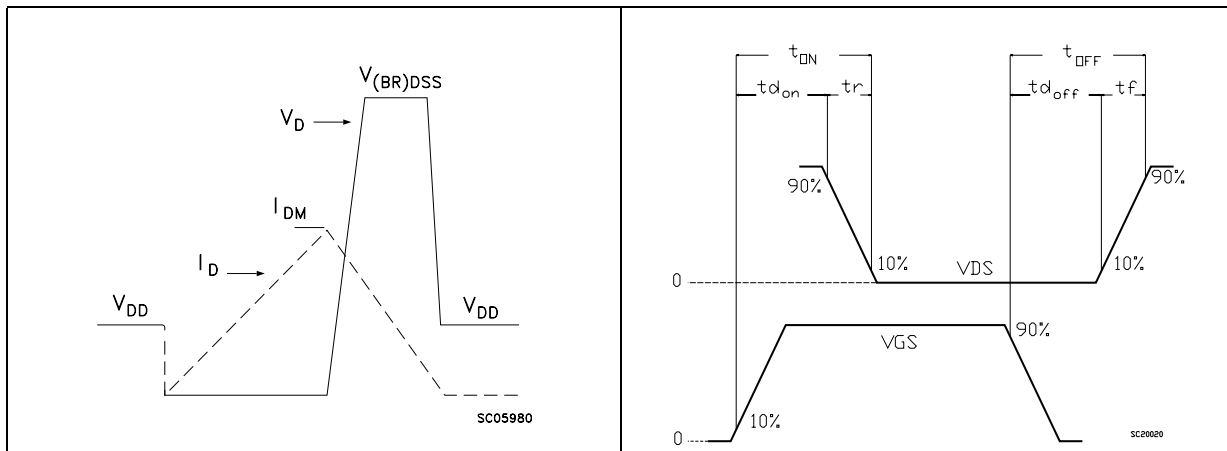 V(BR)DSS
VD
IDM
ID
VDD
VDD
SC05980
tON
tOFF
tdon
tr
tdoff
tf
90%
90%
10%
VDS
10%
0
VGS
90%
10%
0
SC20020